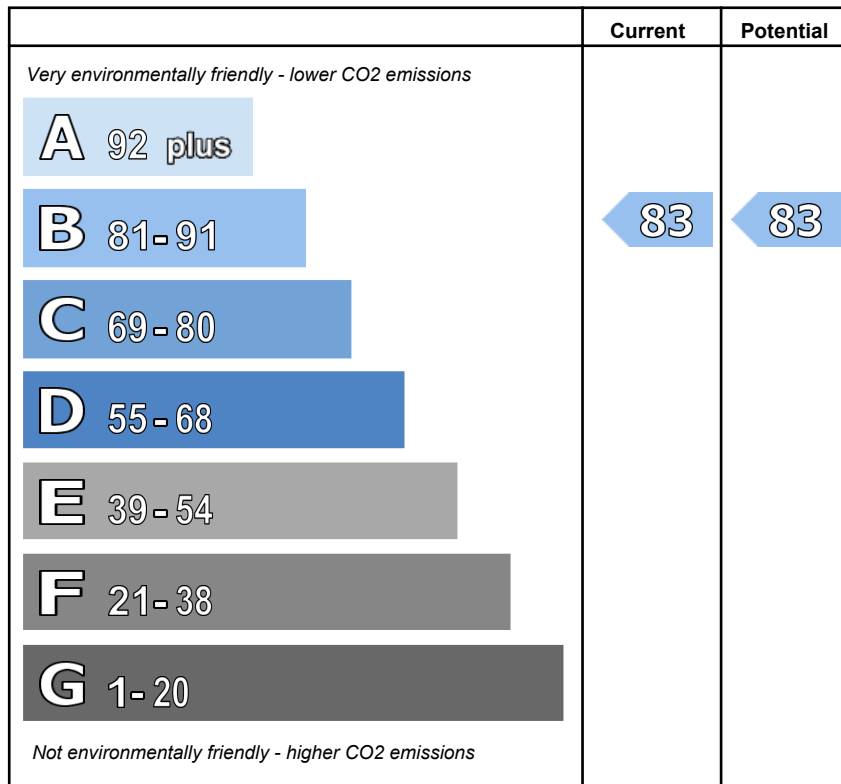 Current Potential
Very environmentally friendly - lower CO2 emissions
A 92 plus
B 81-91 83 83
C 69-80
D 55-68
E 39-54
F 21-38
G 1-20
Not environmentally friendly - higher CO2 emissions